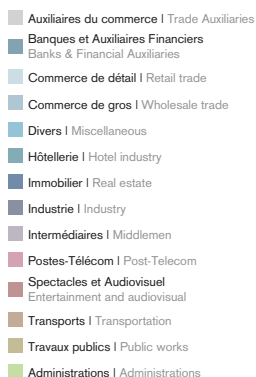 Auxiliaires du commerce | Trade Auxiliaries
Banques et Auxiliaires Financiers
Banks & Financial Auxiliaries
Commerce de détail | Retail trade
Commerce de gros | Wholesale trade
Divers | Miscellaneous
Hôtellerie | Hotel industry
Immobilier | Real estate
Industrie | Industry
Intermédiaires | Middlemen
Postes-Télécom | Post-Telecom
Spectacles et Audiovisuel
Entertainment and audiovisual
Transports | Transportation
Travaux publics | Public works
Administrations | Administrations